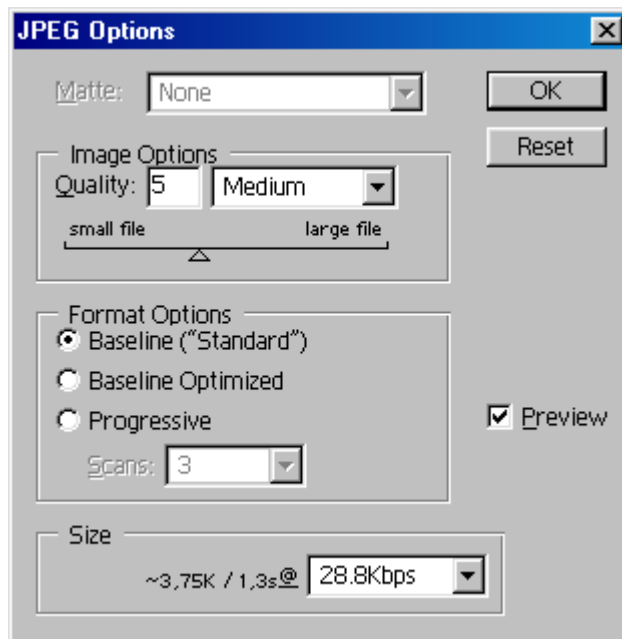 JPEG Options
Matte: None
OK
Reset
Image Options
Quality: 5 Medium
small file large file
Format Options
Baseline (“Standard”)
Baseline Optimized
Progressive
Scans: 3
Preview
Size
~3,75K / 1,3s@ 28.8Kbps